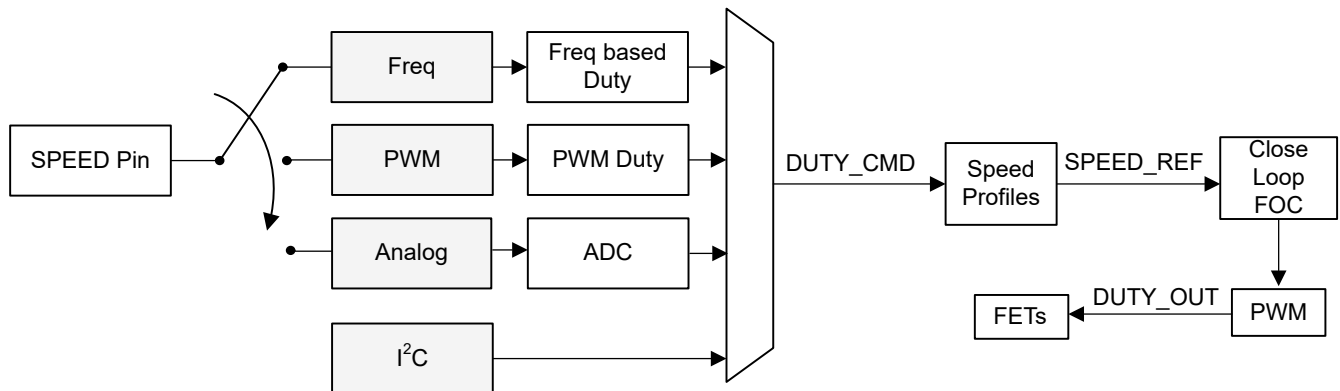 Freq
Freq based
Duty
SPEED Pin
PWM
PWM Duty
DUTY_CMD
Speed
Profiles
SPEED_REF
Close
Loop
FOC
Analog
ADC
FETs
DUTY_OUT
PWM
I²C